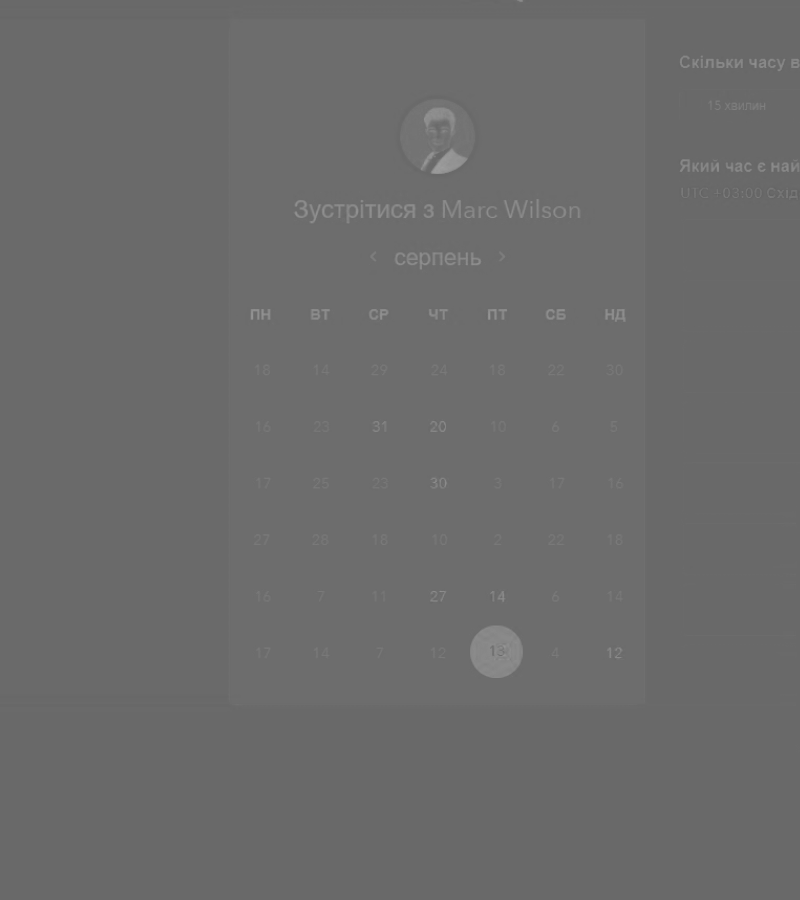 Зустрітися з Marc Wilson
< серпень >
ПН ВТ СР ЧТ ПТ СБ НД
18 14 29 24 18 22 30
16 23 31 20 10 6 5
17 25 23 30 3 17 16
27 28 18 10 2 22 18
16 7 11 27 14 6 14
17 14 7 12 13 4 12
Скільки часу в
15 хвилин
Який час є най
UTC +03:00 Схід